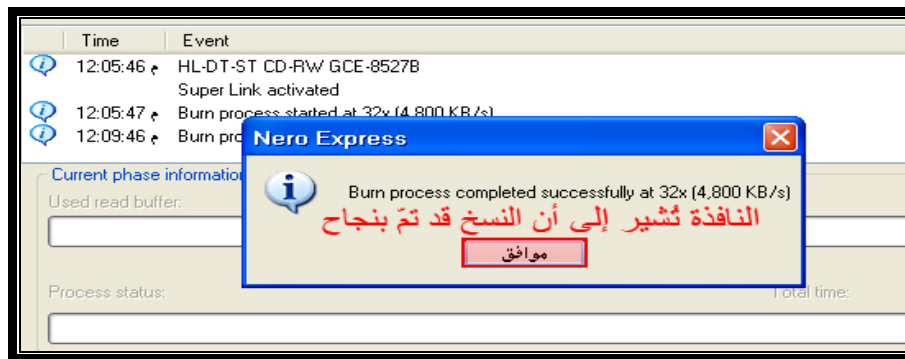 Time Event
12:05:46 م HL-DT-ST CD-RW GCE-8527B
Super Link activated
12:05:47 م Burn process started at 32x (4,800 KB/s)
12:09:46 م Burn pro
Nero Express
Burn process completed successfully at 32x (4,800 KB/s)
النافذة تُشير إلى أن النسخ قد تمّ بنجاح
موافق
Current phase information
Used read buffer:
Process status:
Total time: